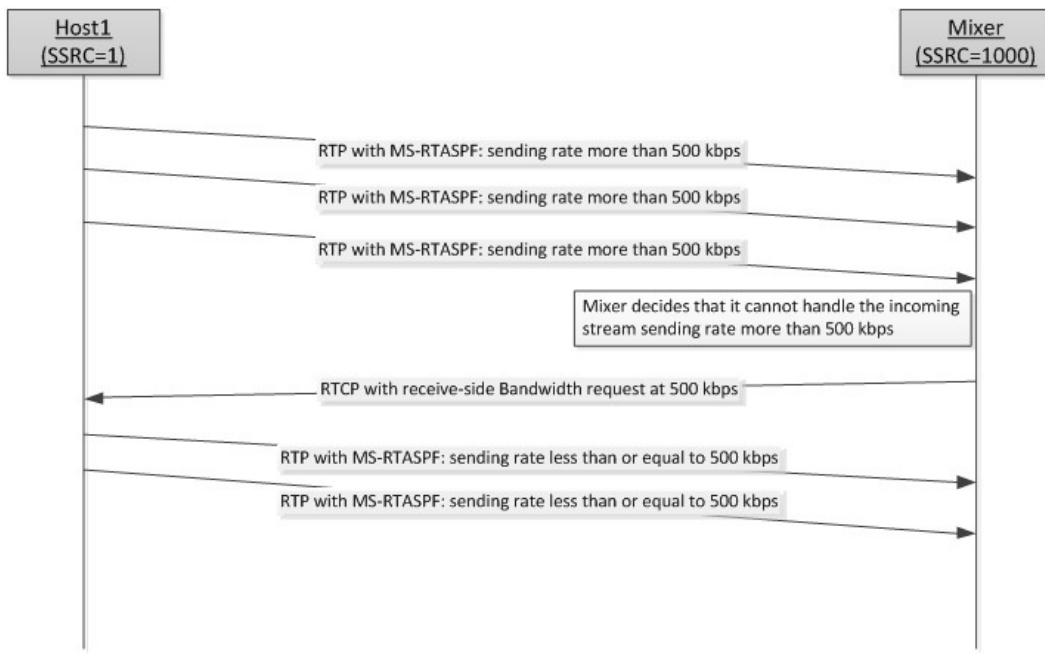 Host1
(SSRC=1)
Mixer
(SSRC=1000)
RTP with MS-RTASPF: sending rate more than 500 kbps
RTP with MS-RTASPF: sending rate more than 500 kbps
RTP with MS-RTASPF: sending rate more than 500 kbps
Mixer decides that it cannot handle the incoming
stream sending rate more than 500 kbps
RTCP with receive-side Bandwidth request at 500 kbps
RTP with MS-RTASPF: sending rate less than or equal to 500 kbps
RTP with MS-RTASPF: sending rate less than or equal to 500 kbps